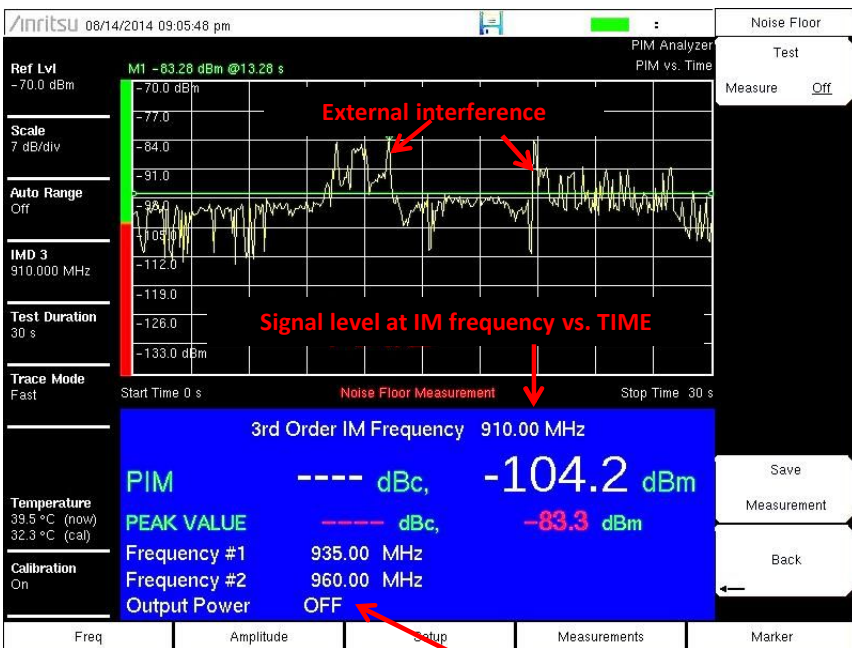 Anritsu 08/14/2014 09:05:48 pm
:
Noise Floor
PIM Analyzer
PIM vs. Time
Test
Measure Off
Ref Lvl
-70.0 dBm
M1 -83.28 dBm @13.28 s
-70.0 dBm
-77.0
External interference
Scale
7 dB/div
-84.0
-91.0
Auto Range
Off
-98.0
-105.0
IMD 3
910.000 MHz
-112.0
-119.0
Test Duration
30 s
-126.0
Signal level at IM frequency vs. TIME
-133.0 dBm
Trace Mode
Fast
Start Time 0 s
Noise Floor Measurement
Stop Time 30 s
3rd Order IM Frequency 910.00 MHz
PIM ---- dBc, -104.2 dBm
PEAK VALUE ---- dBc, -83.3 dBm
Frequency #1 935.00 MHz
Frequency #2 960.00 MHz
Output Power OFF
Temperature
39.5 °C (now)
32.3 °C (cal)
Calibration
On
Save
Measurement
Back
Freq
Amplitude
Setup
Measurements
Marker